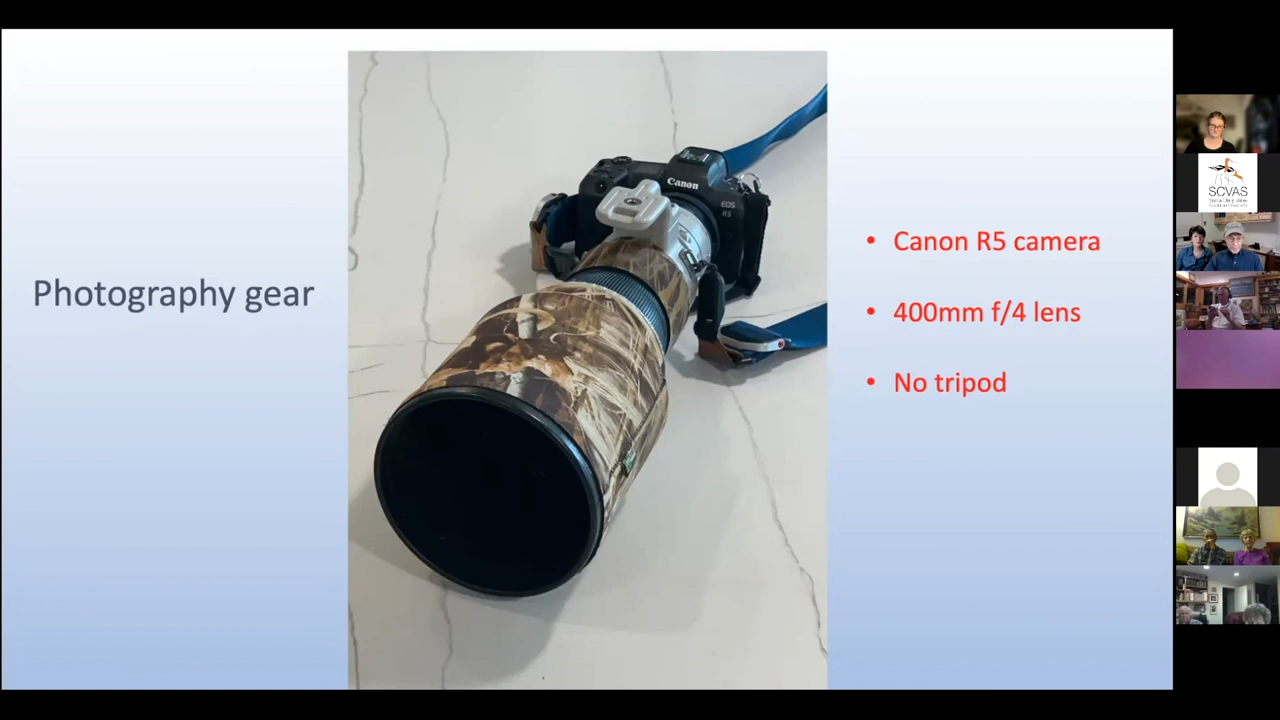 Photography gear
Canon
EOS
R5
• Canon R5 camera
• 400mm f/4 lens
• No tripod
SCVAS